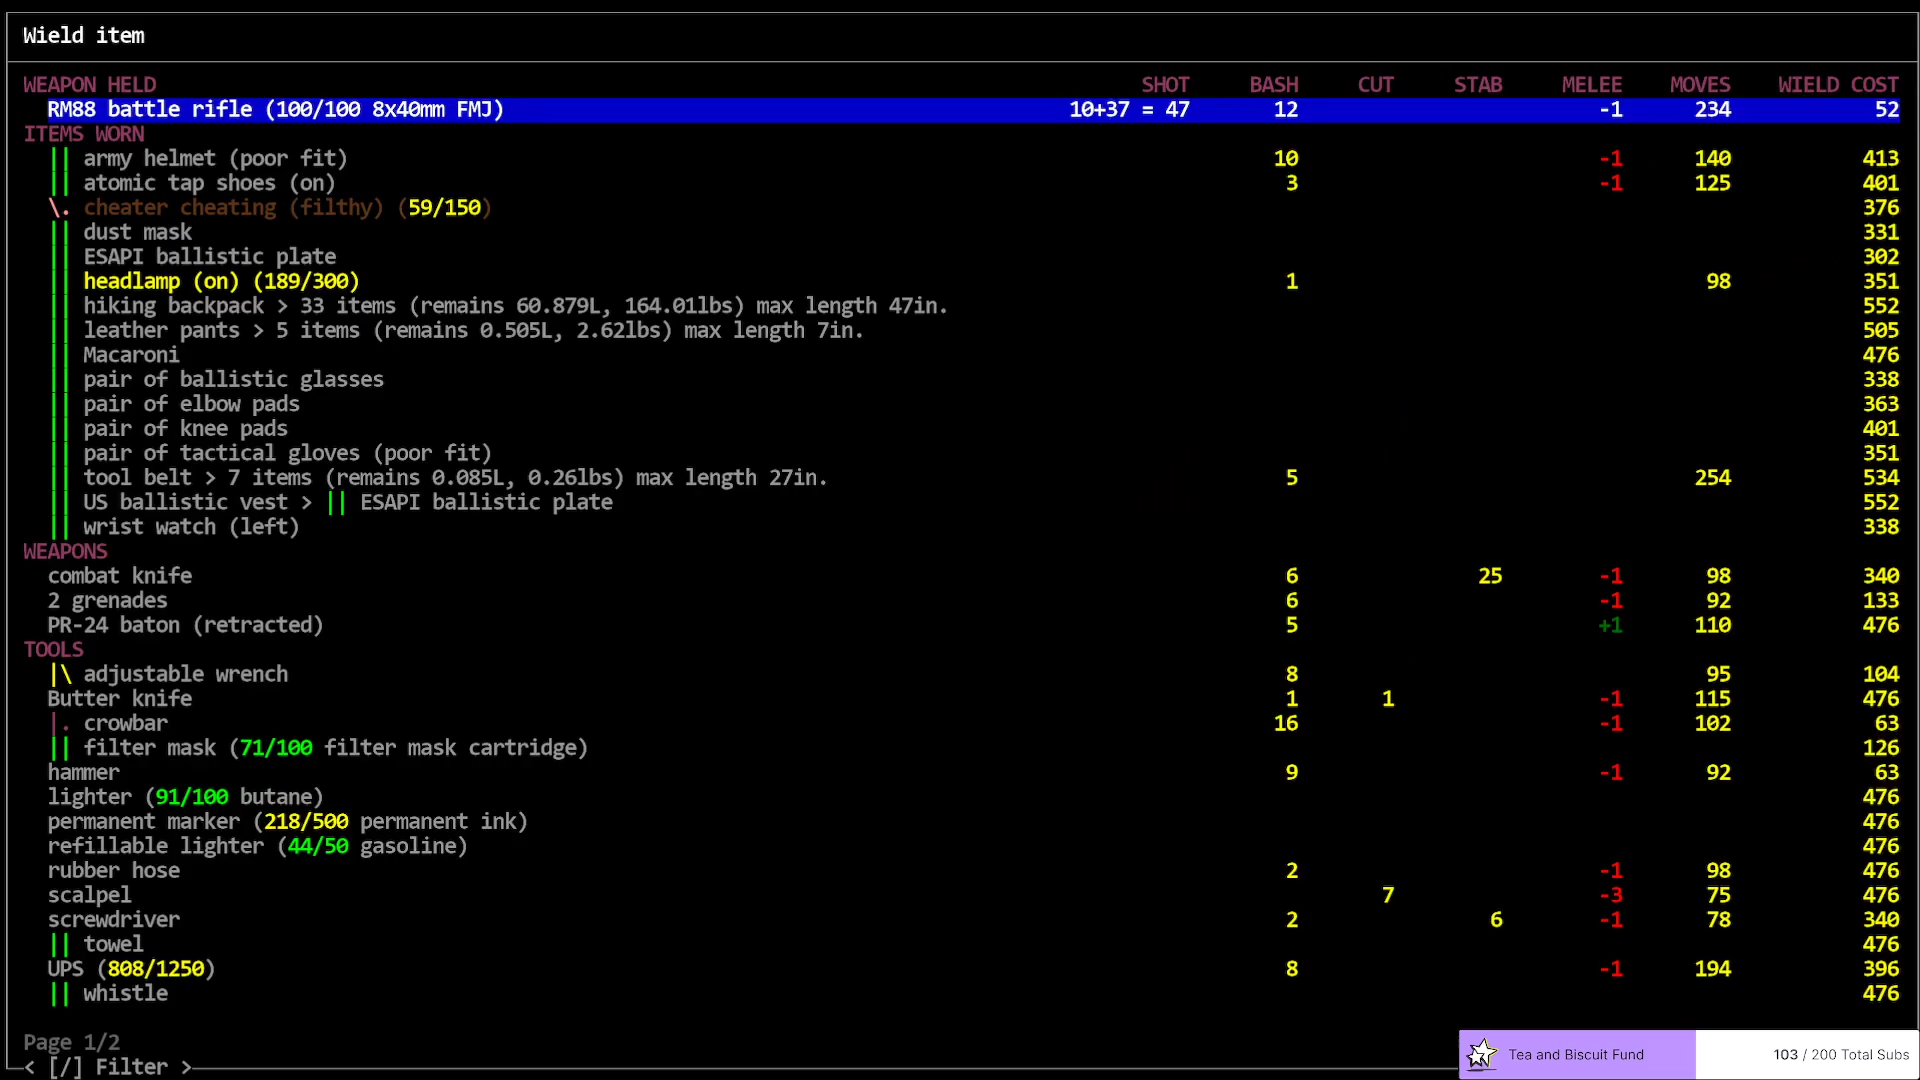 Wield item
WEAPON HELD SHOT BASH CUT STAB MELEE MOVES WIELD COST
RM88 battle rifle (100/100 8x40mm FMJ) 10+37 = 47 12 -1 234 52
ITEMS WORN
|| army helmet (poor fit) 10 -1 140 413
|| atomic tap shoes (on) 3 -1 125 401
\. cheater cheating (filthy) (59/150) 376
|| dust mask 331
|| ESAPI ballistic plate 302
|| headlamp (on) (189/300) 1 98 351
|| hiking backpack > 33 items (remains 60.879L, 164.01lbs) max length 47in. 552
|| leather pants > 5 items (remains 0.505L, 2.62lbs) max length 7in. 505
|| Macaroni 476
|| pair of ballistic glasses 338
|| pair of elbow pads 363
|| pair of knee pads 401
|| pair of tactical gloves (poor fit) 351
|| tool belt > 7 items (remains 0.085L, 0.26lbs) max length 27in. 5 254 534
|| US ballistic vest > || ESAPI ballistic plate 552
|| wrist watch (left) 338
WEAPONS
combat knife 6 25 -1 98 340
2 grenades 6 -1 92 133
PR-24 baton (retracted) 5 +1 110 476
TOOLS
|\ adjustable wrench 8 95 104
Butter knife 1 1 -1 115 476
|. crowbar 16 -1 102 63
|| filter mask (71/100 filter mask cartridge) 126
hammer 9 -1 92 63
lighter (91/100 butane) 476
permanent marker (218/500 permanent ink) 476
refillable lighter (44/50 gasoline) 476
rubber hose 2 -1 98 476
scalpel 7 -3 75 476
screwdriver 2 6 -1 78 340
|| towel 476
UPS (808/1250) 8 -1 194 396
|| whistle 476
Page 1/2
< [/] Filter >
Tea and Biscuit Fund 103 / 200 Total Subs